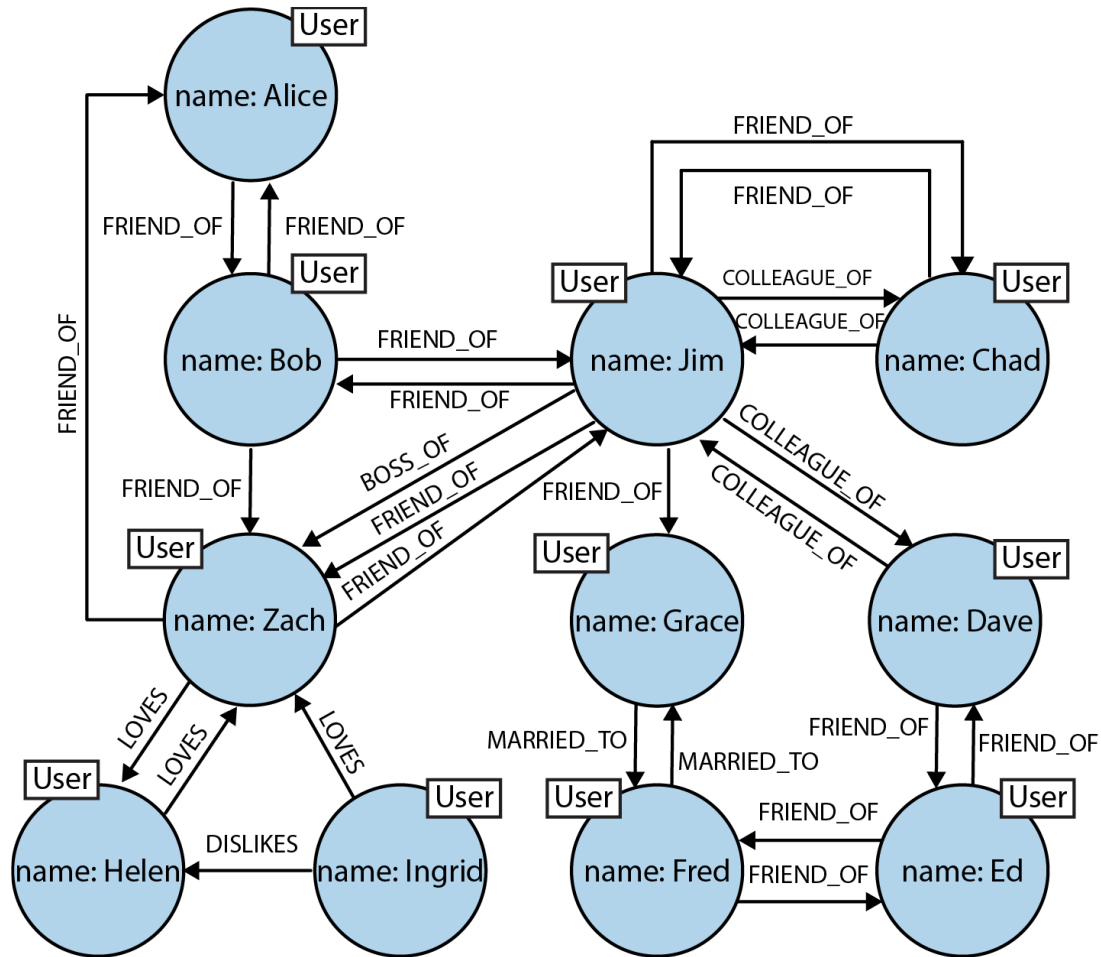 User
name: Alice
FRIEND_OF
FRIEND_OF
FRIEND_OF
FRIEND_OF
FRIEND_OF
User
name: Bob
User
name: Jim
User
name: Chad
COLLEAGUE_OF
COLLEAGUE_OF
FRIEND_OF
FRIEND_OF
FRIEND_OF
BOSS_OF
FRIEND_OF
FRIEND_OF
FRIEND_OF
COLLEAGUE_OF
COLLEAGUE_OF
User
name: Zach
User
name: Grace
User
name: Dave
LOVES
LOVES
LOVES
MARRIED_TO
MARRIED_TO
FRIEND_OF
FRIEND_OF
User
name: Helen
DISLIKES
User
name: Ingrid
User
name: Fred
FRIEND_OF
FRIEND_OF
User
name: Ed